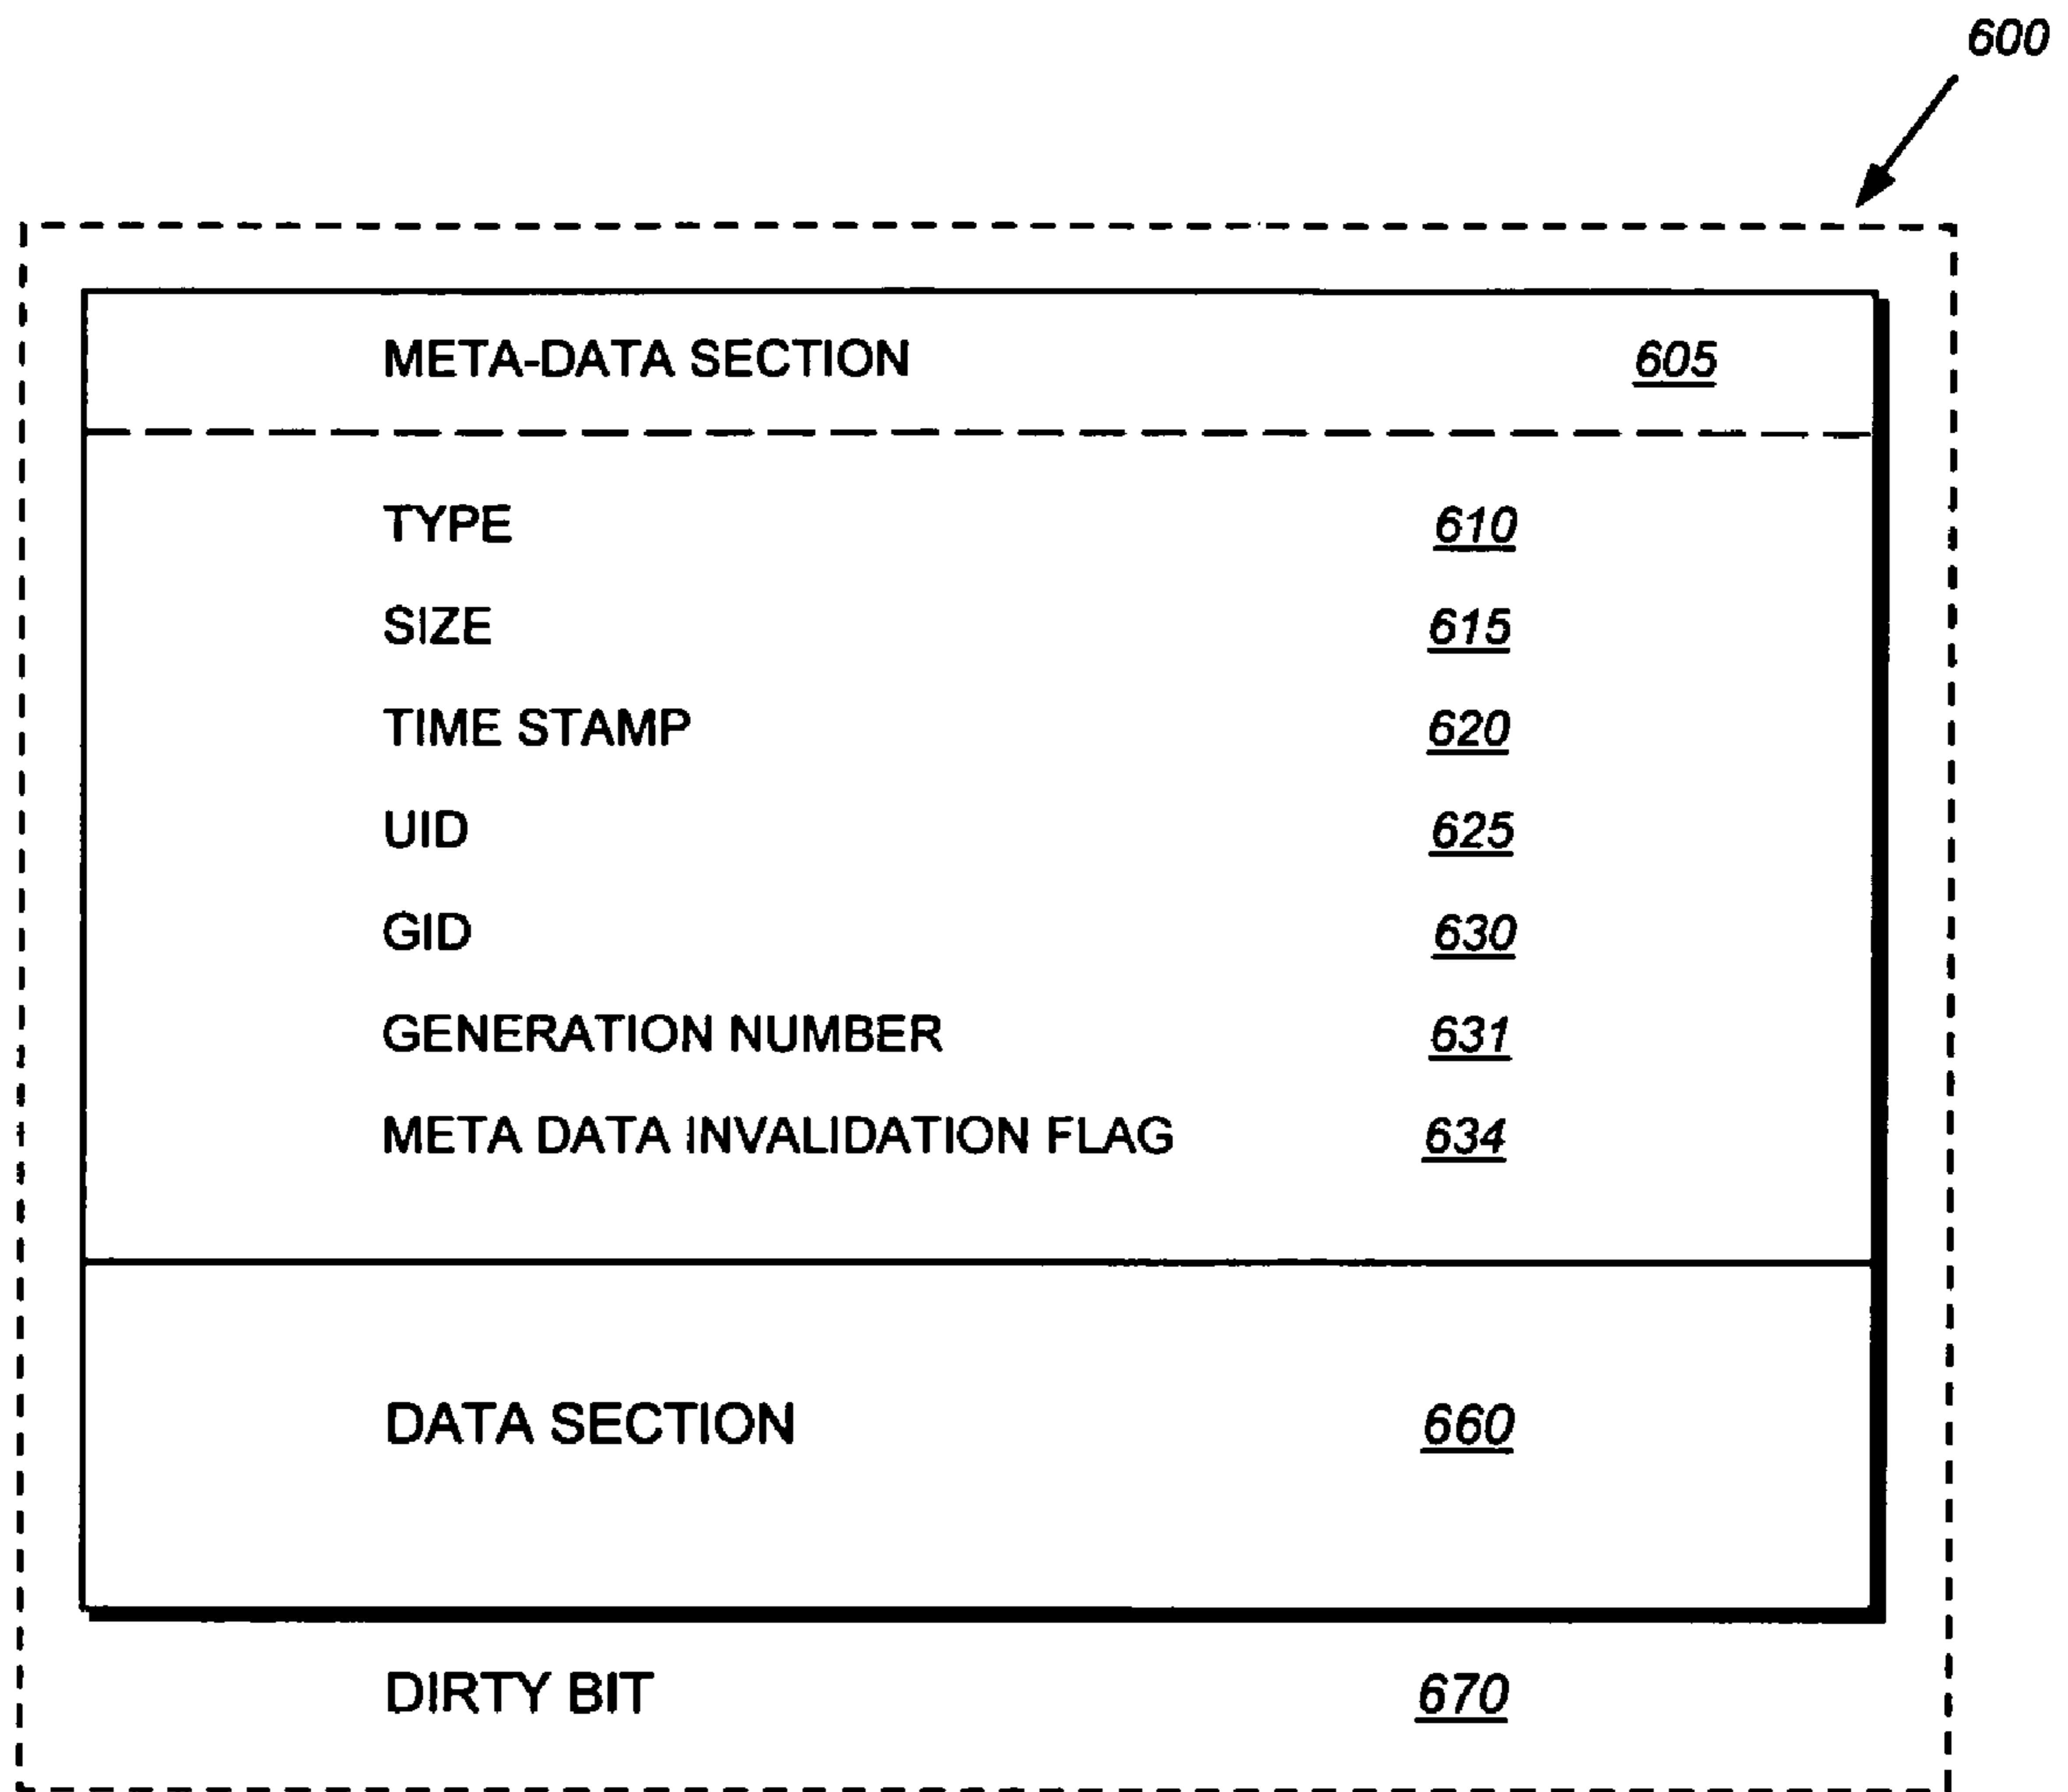 600
META-DATA SECTION 605
TYPE 610
SIZE 615
TIME STAMP 620
UID 625
GID 630
GENERATION NUMBER 631
META DATA INVALIDATION FLAG 634
DATA SECTION 660
DIRTY BIT 670